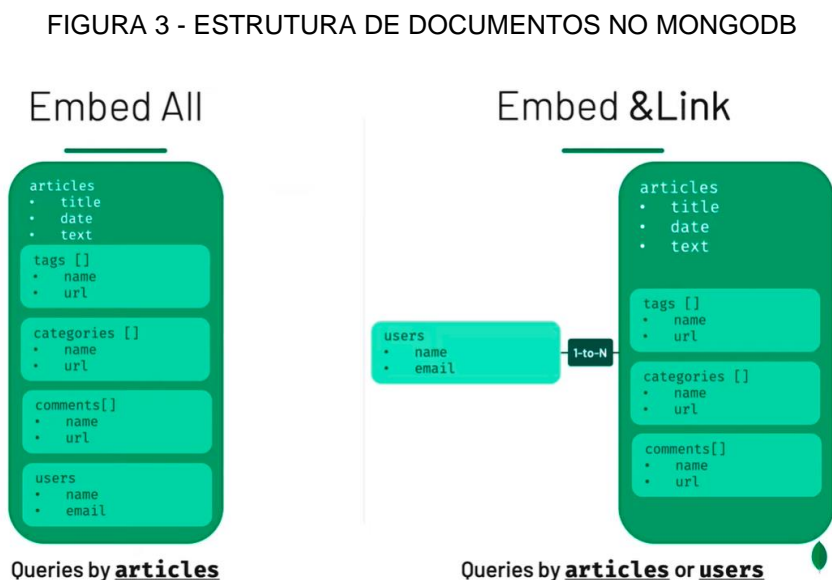 FIGURA 3 - ESTRUTURA DE DOCUMENTOS NO MONGODB
Embed All
articles
• title
• date
• text
tags []
• name
• url
categories []
• name
• url
comments[]
• name
• url
users
• name
• email
Queries by articles
Embed &Link
users
• name
• email
1-to-N
articles
• title
• date
• text
tags []
• name
• url
categories []
• name
• url
comments[]
• name
• url
Queries by articles or users